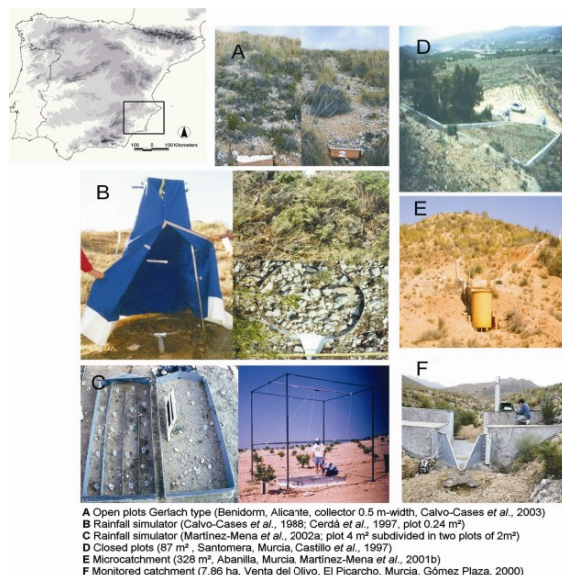 A
D
100 0 100 Kilometers
2
B
E
C
F
A Open plots Gerlach type (Benidorm, Alicante, collector 0.5 m-width, Calvo-Cases et al., 2003)
B Rainfall simulator (Calvo-Cases et al., 1988; Cerdà et al., 1997, plot 0.24 m²)
C Rainfall simulator (Martínez-Mena et al., 2002a; plot 4 m² subdivided in two plots of 2m²)
D Closed plots (87 m² , Santomera, Murcia, Castillo et al., 1997)
E Microcatchment (328 m², Abanilla, Murcia, Martínez-Mena et al., 2001b)
F Monitored catchment (7.86 ha, Venta del Olivo, El Picarcho, Murcia, Gómez Plaza, 2000)